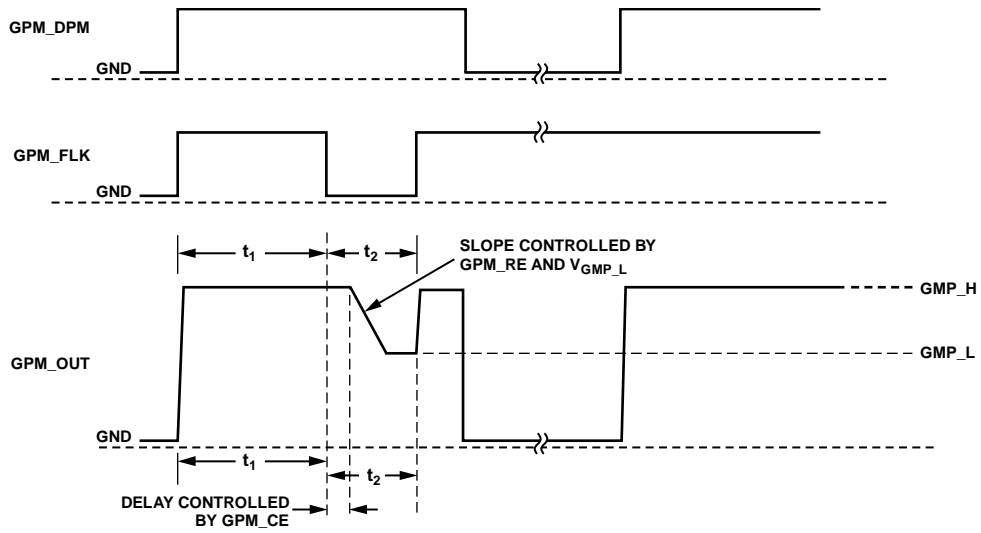 GPM_DPM
GND
GPM_FLK
GND
t1
t2
SLOPE CONTROLLED BY
GPM_RE AND VGMP_L
GMP_H
GMP_L
GPM_OUT
GND
t1
t2
DELAY CONTROLLED
BY GPM_CE